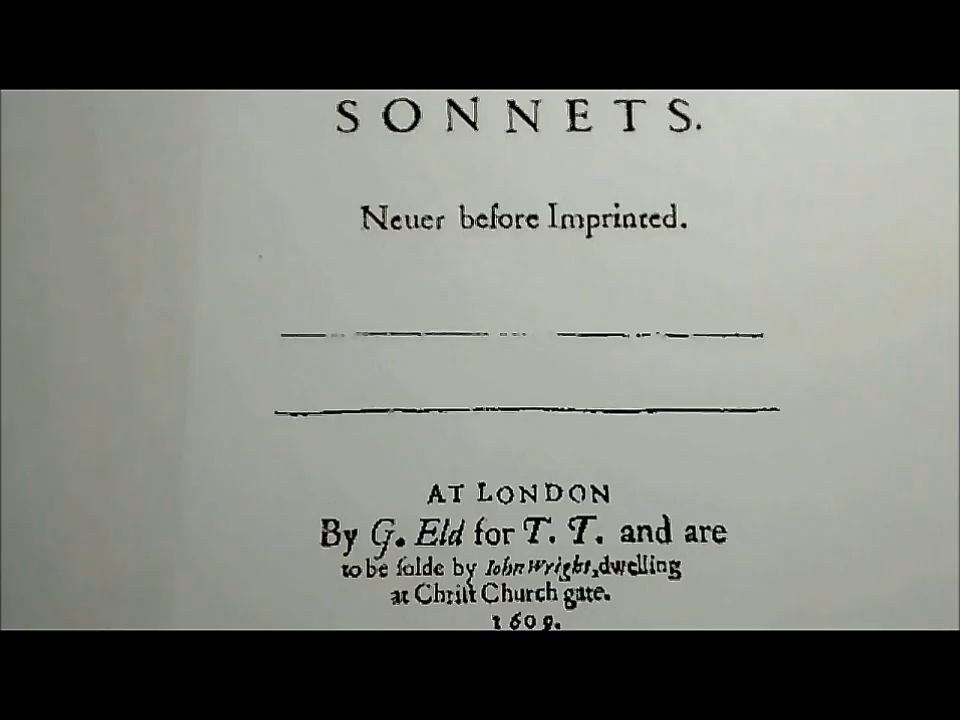 SONNETS.
Neuer beſore Imprinted.
AT LONDON
By G. Eld for T. T. and are
to be ſolde by Iohn Wright, dwelling
at Chriſt Church gate.
1609.